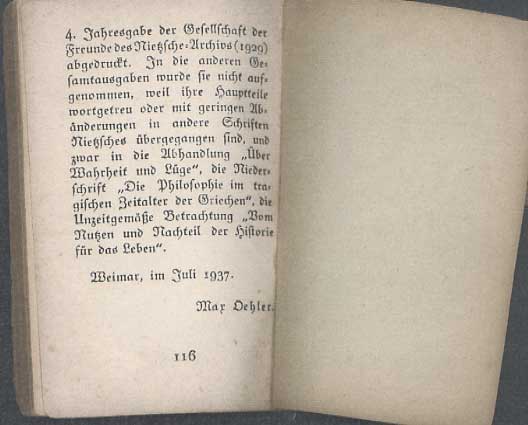 4. Jahresgabe der Gesellschaft der
Freunde des Nietzsche-Archivs (1929)
abgedruckt. In die anderen Ge-
samtausgaben wurde sie nicht auf-
genommen, weil ihre Hauptteile
wortgetreu oder mit geringen Ab-
änderungen in andere Schriften
Nietzsches übergegangen sind, und
zwar in die Abhandlung „Über
Wahrheit und Lüge“, die Nieder-
schrift „Die Philosophie im tra-
gischen Zeitalter der Griechen“, die
Unzeitgemäße Betrachtung „Vom
Nutzen und Nachteil der Historie
für das Leben“.
Weimar, im Juli 1937.
Max Oehler.
116